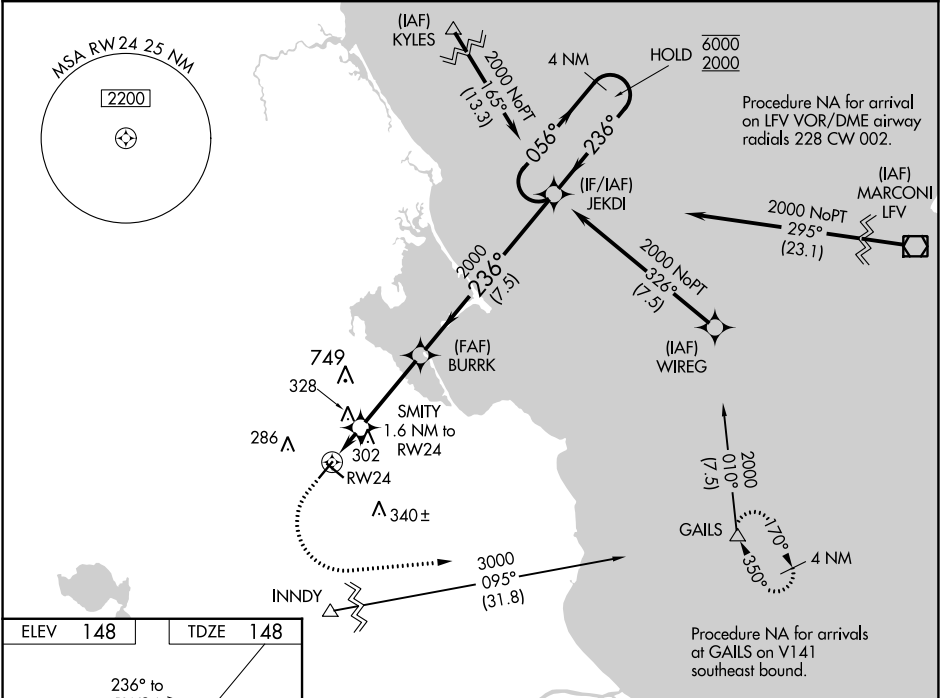 MSA RW 24 25 NM
2200
(IAF)
KYLES
2000 NoPT
165°
(13.3)
4 NM
HOLD
6000
2000
056°
236°
Procedure NA for arrival
on LFV VOR/DME airway
radials 228 CW 002.
(IF/IAF)
JEKDI
(IAF)
MARCONI
LFV
2000 NoPT
295°
(23.1)
2000
236°
(7.5)
2000 NoPT
326°
(7.5)
(IAF)
WIREG
(FAF)
BURRK
749
328
286
SMITY
1.6 NM to
RW24
302
RW24
340 ±
2000
010°
(7.5)
GAILS
170°
350°
4 NM
INNDY
3000
095°
(31.8)
Procedure NA for arrivals
at GAILS on V141
southeast bound.
ELEV 148
TDZE 148
236° to